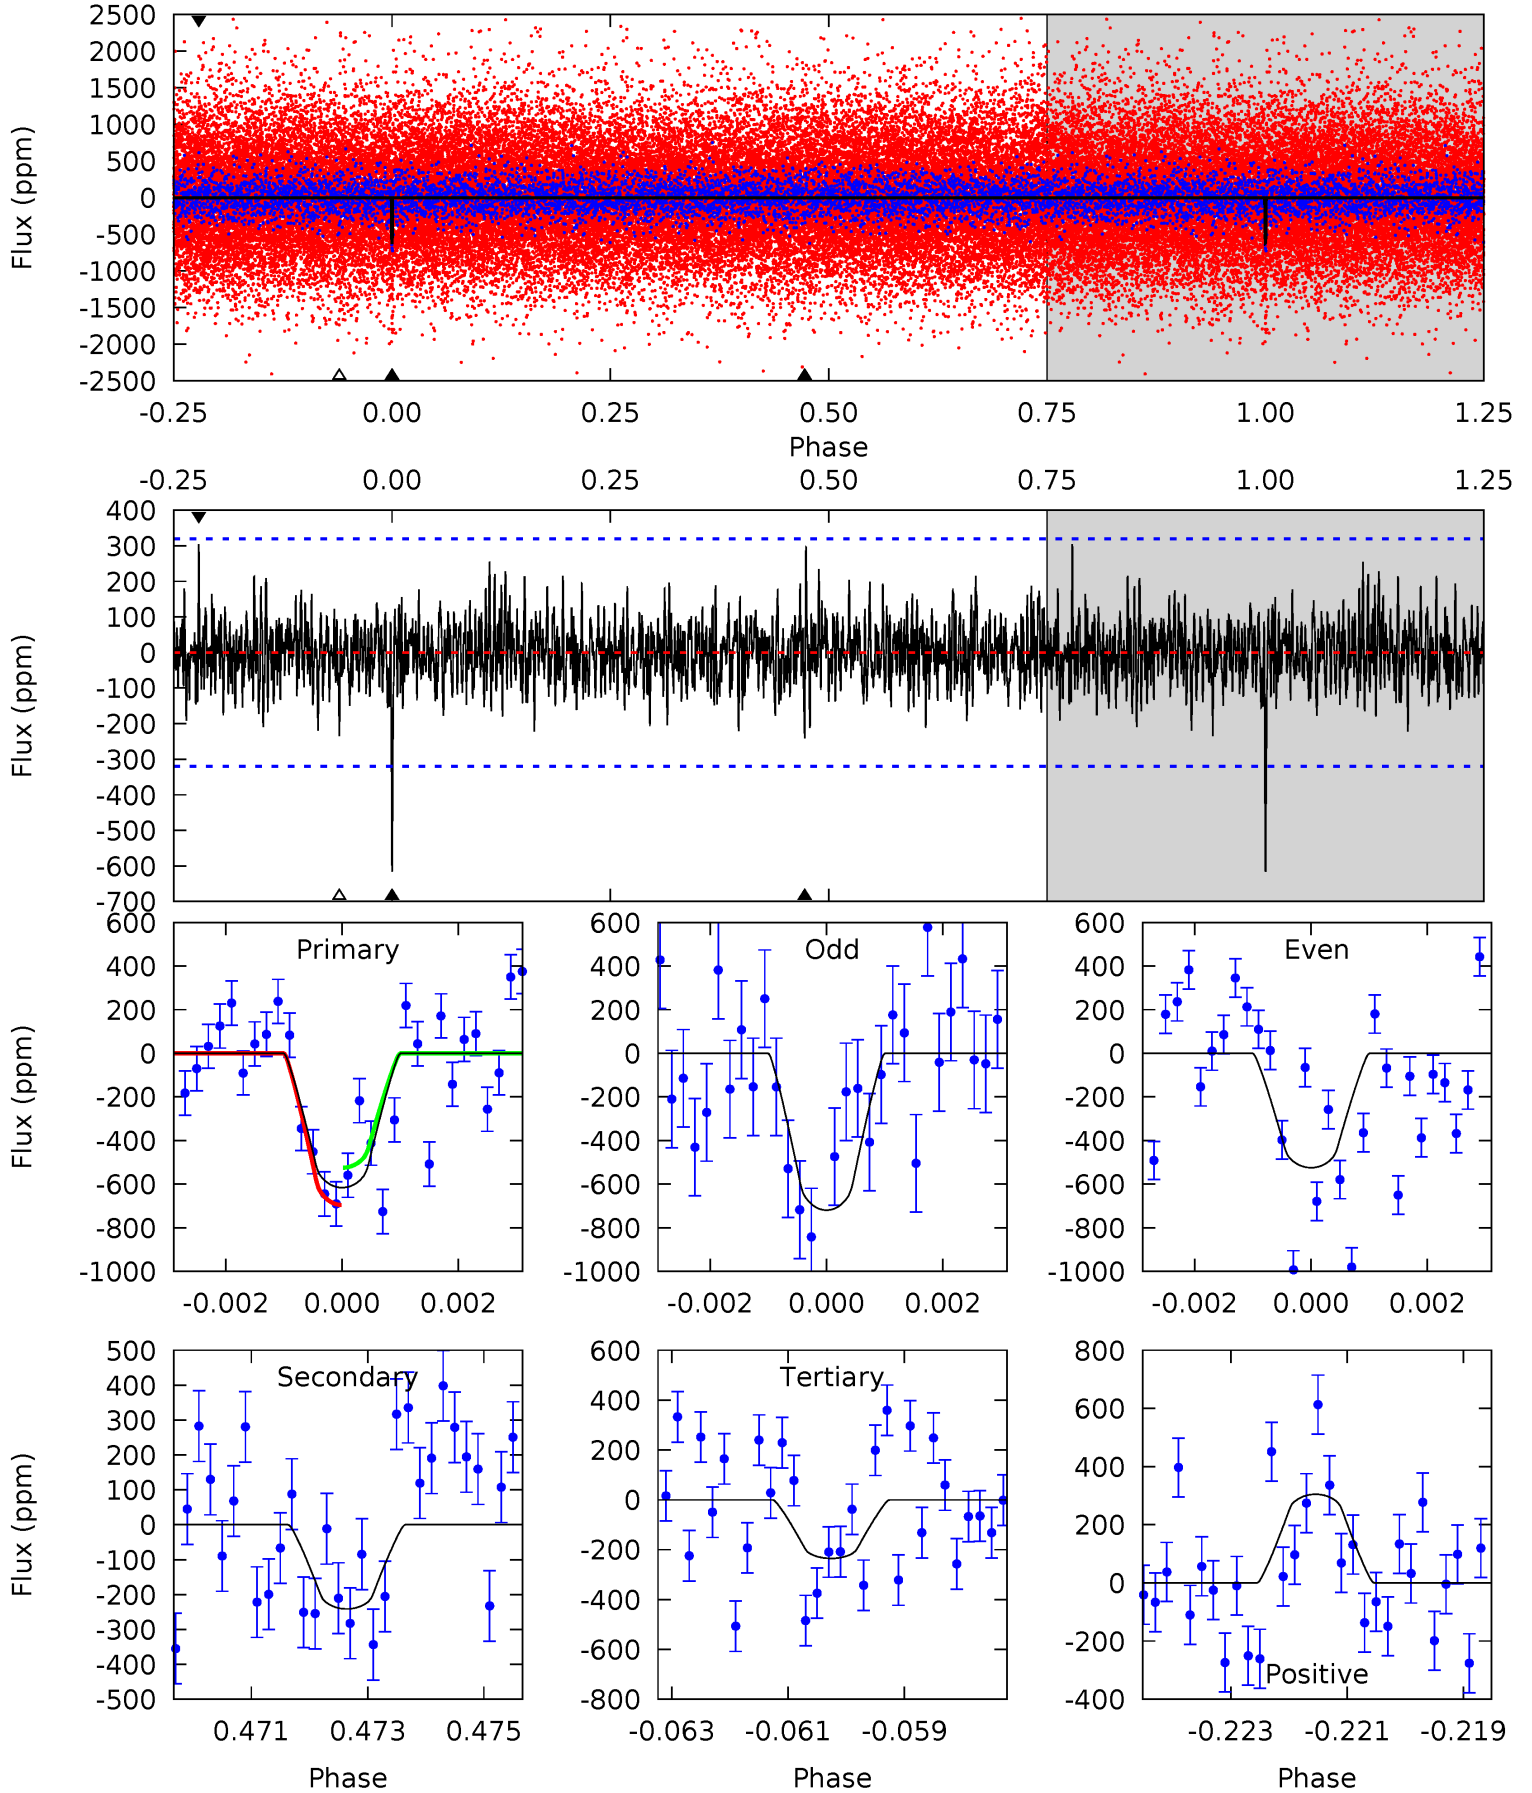 2500
2000
1500
1000
500
0
-500
-1000
-1500
-2000
-2500
Flux (ppm)
-0.25 0.00 0.25 0.50 0.75 1.00 1.25
Phase
-0.25 0.00 0.25 0.50 0.75 1.00 1.25
400
300
200
100
0
-100
-200
-300
-400
-500
-600
-700
Flux (ppm)
Primary Odd Even
600 600 600
400 400 400
200 200 200
0 0 0
-200 -200 -200
-400 -400 -400
-600 -600 -600
-800 -800 -800
-1000 -1000 -1000
Flux (ppm)
-0.002 0.000 0.002 -0.002 0.000 0.002 -0.002 0.000 0.002
Secondary Tertiary Positive
500 600 800
400 400 600
300 200 400
200 0 200
100 -200 0
0 -400 -200
-100 -600 -400
-200 -800
-300
-400
-500
Flux (ppm)
0.471 0.473 0.475 -0.063 -0.061 -0.059 -0.223 -0.221 -0.219
Phase Phase Phase